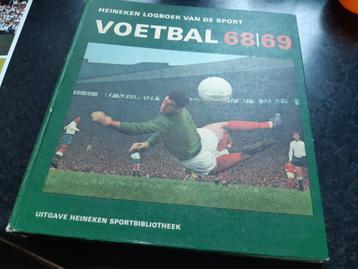 HEINEKEN LOGBOEK VAN DE SPORT
VOETBAL 68|69
UITGAVE HEINEKEN SPORTBIBLIOTHEEK